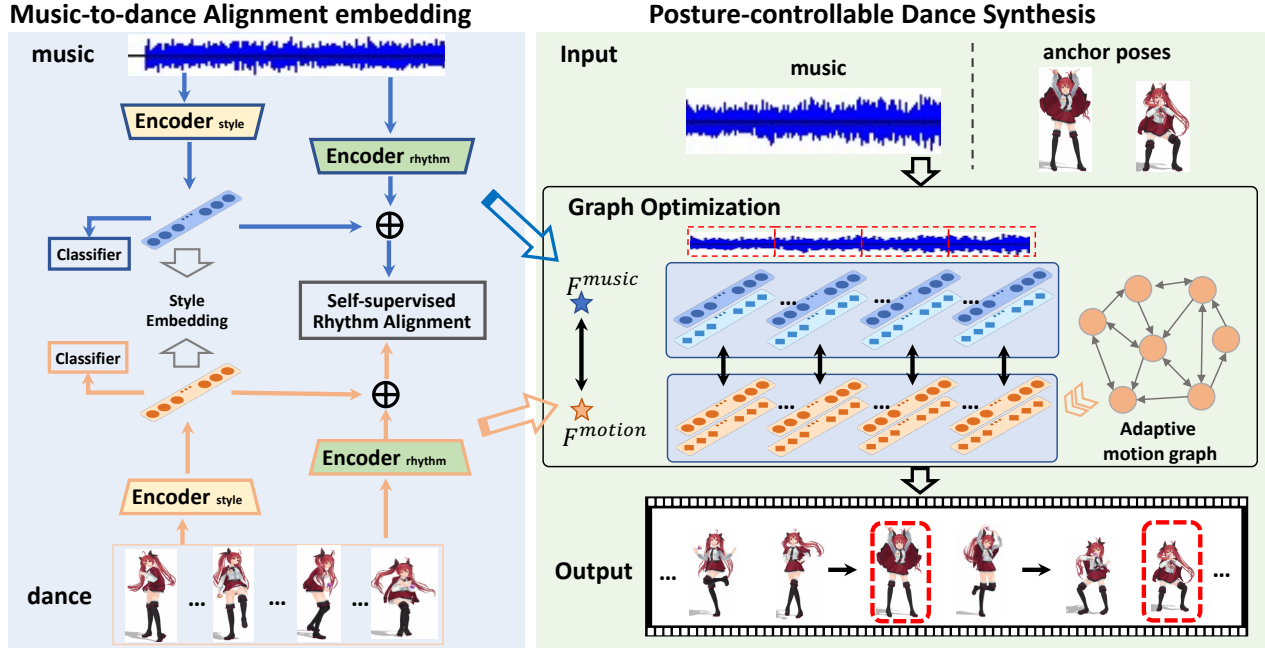 Music-to-dance Alignment embedding
music
Encoder style
Encoder rhythm
Classifier
Style
Embedding
Self-supervised
Rhythm Alignment
Classifier
Encoder rhythm
Encoder style
dance
... ... ...
Posture-controllable Dance Synthesis
Input
music
anchor poses
Graph Optimization
F^music
... ... ...
F^motion
... ... ...
Adaptive
motion graph
Output
... ...